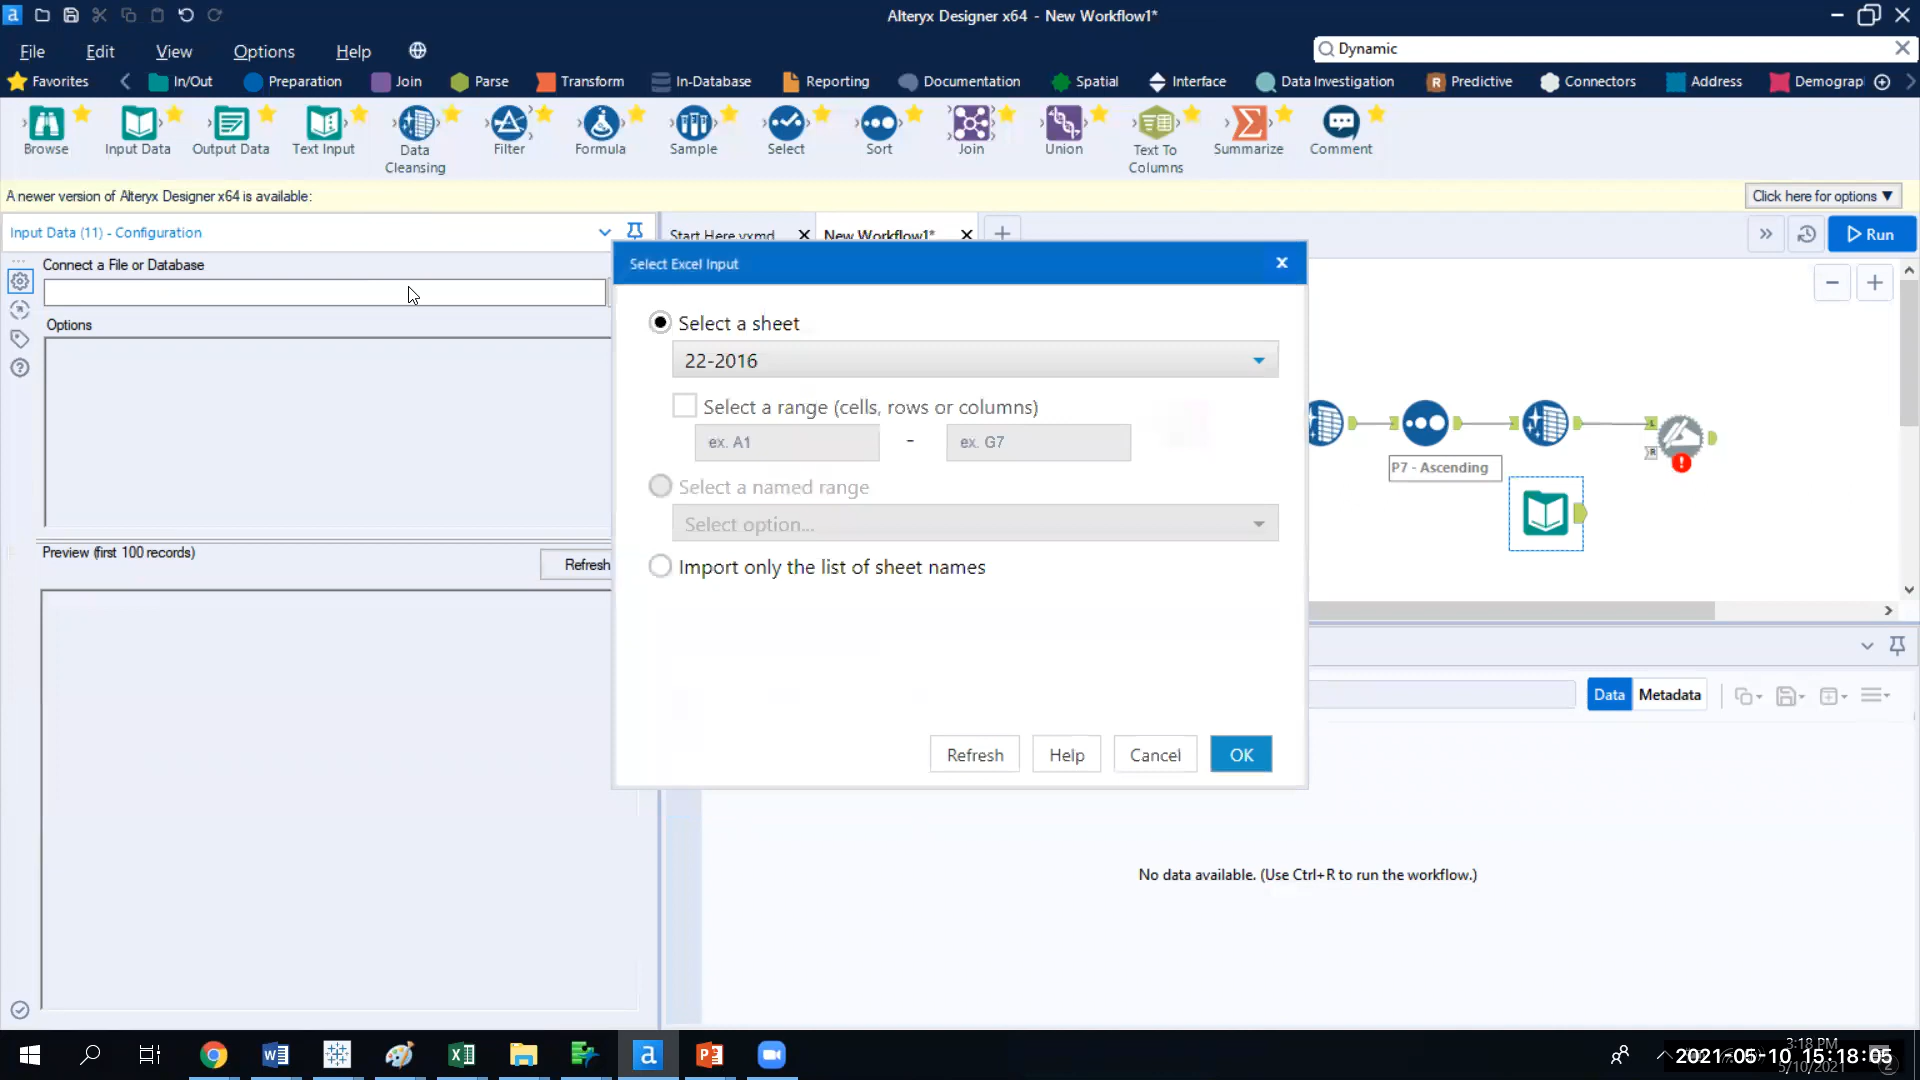 Alteryx Designer x64 - New Workflow1*
File
Edit
View
Options
Help
Dynamic
Favorites
In/Out
Preparation
Join
Parse
Transform
In-Database
Reporting
Documentation
Spatial
Interface
Data Investigation
Predictive
Connectors
Address
Demograp
Browse
Input Data
Output Data
Text Input
Data
Cleansing
Filter
Formula
Sample
Select
Sort
Join
Union
Text To
Columns
Summarize
Comment
A newer version of Alteryx Designer x64 is available:
Click here for options ▼
Input Data (11) - Configuration
Start Here.yxmd
New Workflow1*
Run
Connect a File or Database
Options
Preview (first 100 records)
Refresh
Select Excel Input
Select a sheet
22-2016
Select a range (cells, rows or columns)
ex. A1
-
ex. G7
Select a named range
Select option...
Import only the list of sheet names
Refresh
Help
Cancel
OK
P7 - Ascending
L
R
Data
Metadata
No data available. (Use Ctrl+R to run the workflow.)
3:18 PM
2021-05-10 15:18:05
5/10/2021
2